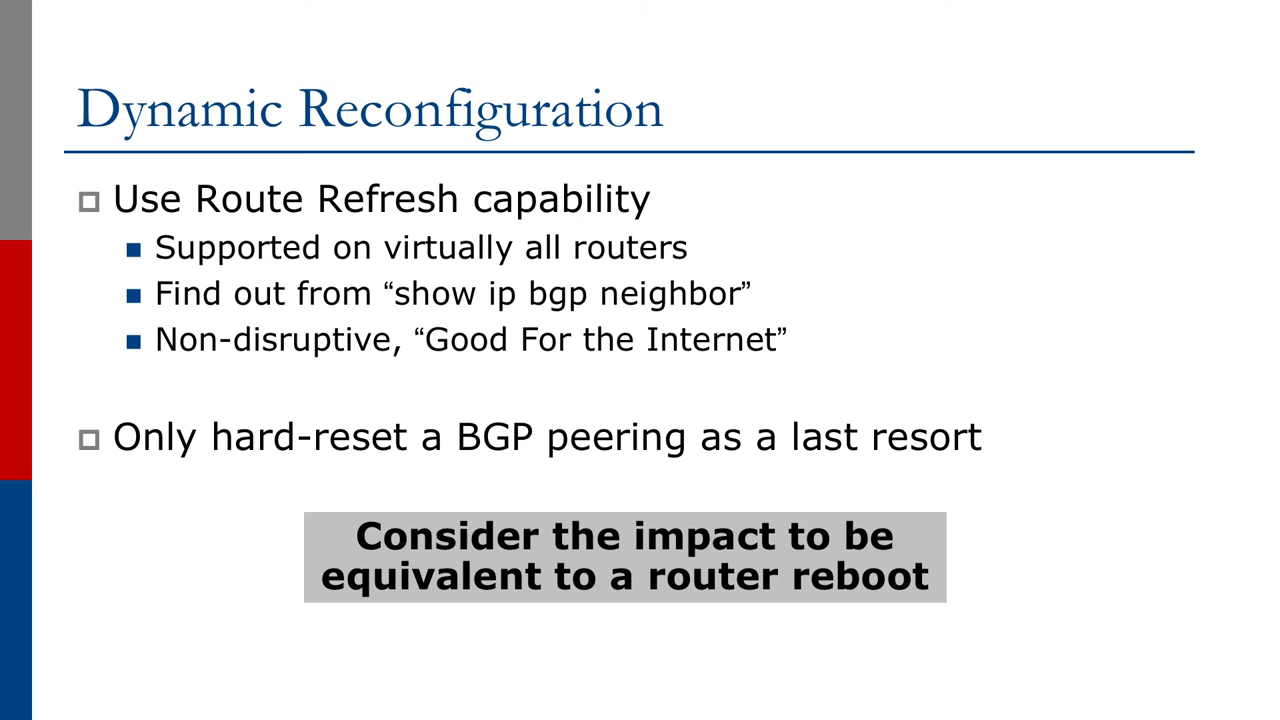 Dynamic Reconfiguration
Use Route Refresh capability
Supported on virtually all routers
Find out from “show ip bgp neighbor”
Non-disruptive, “Good For the Internet”
Only hard-reset a BGP peering as a last resort
Consider the impact to be
equivalent to a router reboot